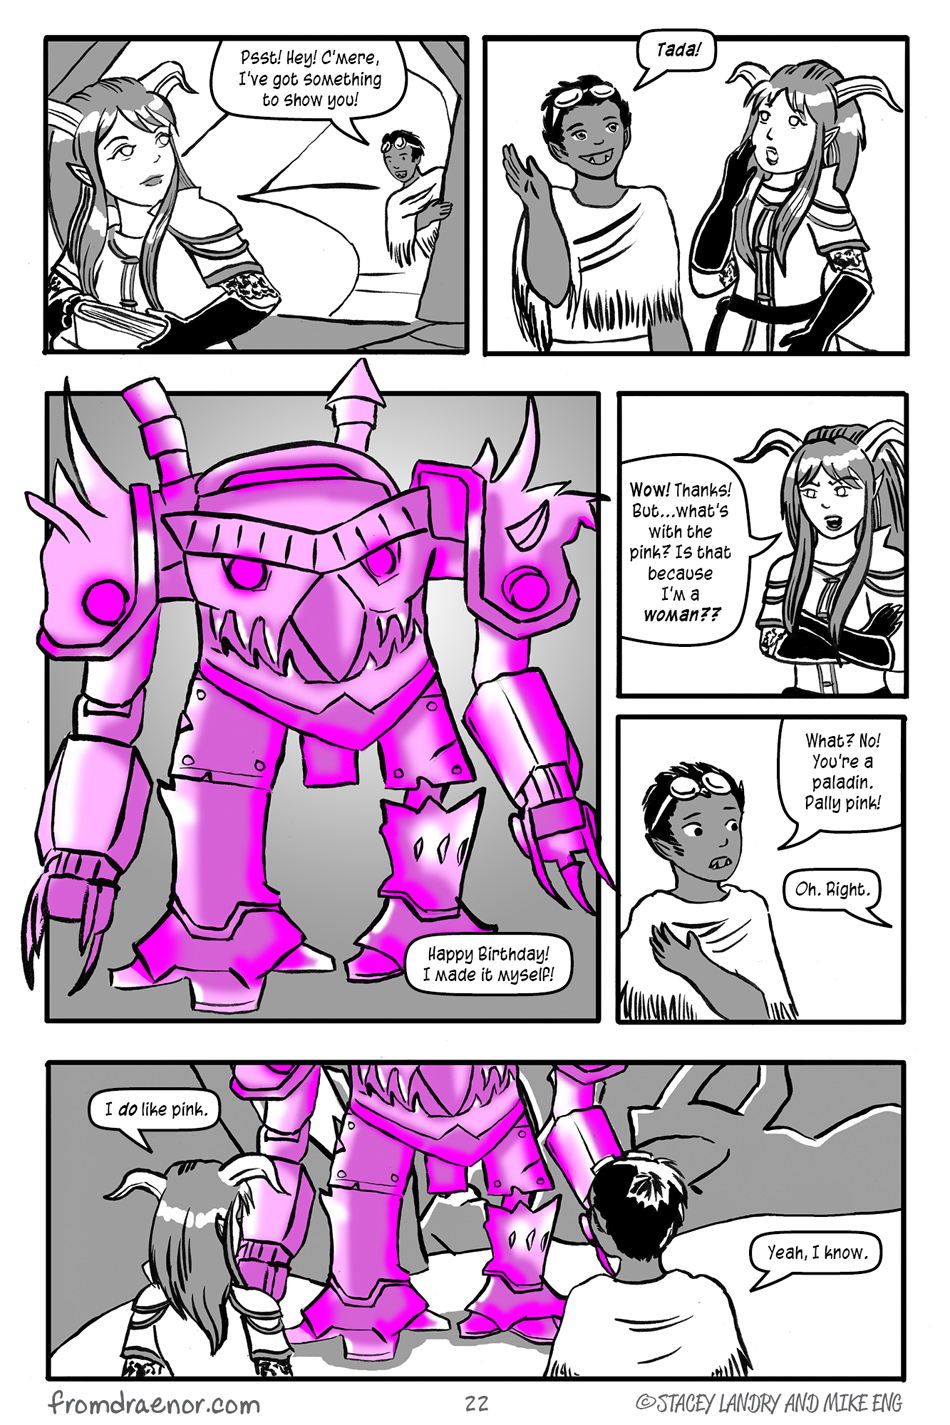 Psst! Hey! C'mere,
I've got something
to show you!
Tada!
Happy Birthday!
I made it myself!
Wow! Thanks!
But...what's
with the
pink? Is that
because
I'm a
woman??
What? No!
You're a
paladin.
Pally pink!
Oh. Right.
I do like pink.
Yeah, I know.
fromdraenor.com
22
©STACEY LANDRY AND MIKE ENG